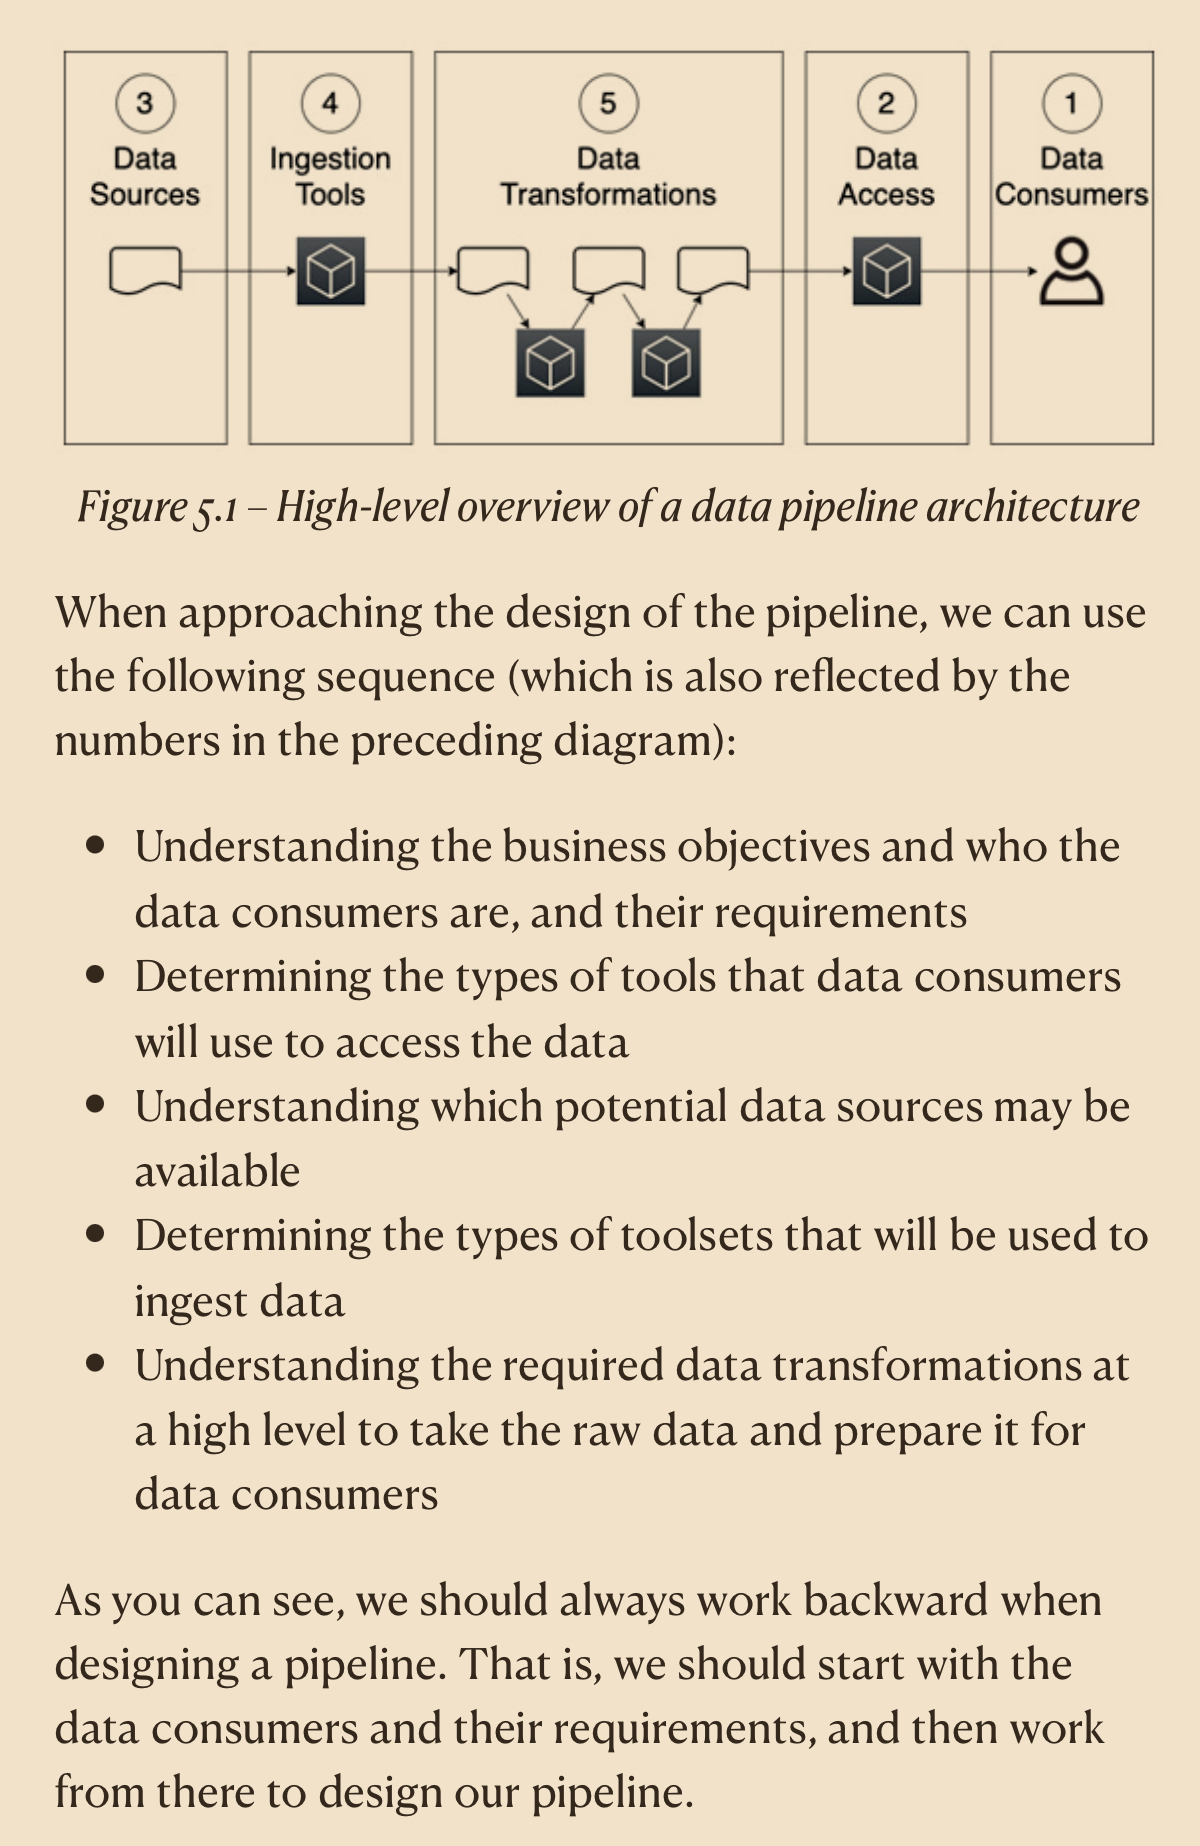 3
Data
Sources
4
Ingestion
Tools
5
Data
Transformations
2
Data
Access
1
Data
Consumers
Figure 5.1 – High-level overview of a data pipeline architecture
When approaching the design of the pipeline, we can use
the following sequence (which is also reflected by the
numbers in the preceding diagram):
• Understanding the business objectives and who the
data consumers are, and their requirements
• Determining the types of tools that data consumers
will use to access the data
• Understanding which potential data sources may be
available
• Determining the types of toolsets that will be used to
ingest data
• Understanding the required data transformations at
a high level to take the raw data and prepare it for
data consumers
As you can see, we should always work backward when
designing a pipeline. That is, we should start with the
data consumers and their requirements, and then work
from there to design our pipeline.